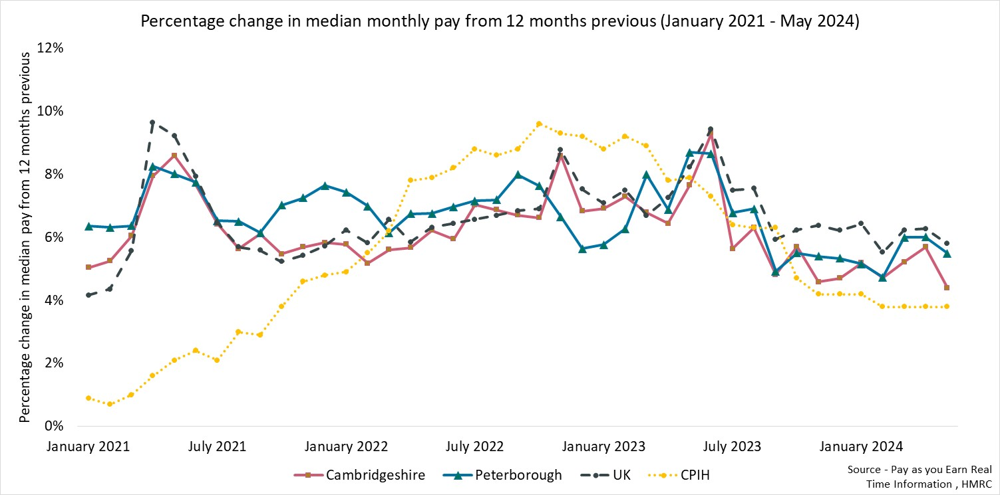 Percentage change in median monthly pay from 12 months previous (January 2021 - May 2024)
Percentage change in median monthly pay from 12 months previous
12%
10%
8%
6%
4%
2%
0%
January 2021 July 2021 January 2022 July 2022 January 2023 July 2023 January 2024
Cambridgeshire Peterborough UK CPIH
Source - Pay as you Earn Real
Time Information , HMRC